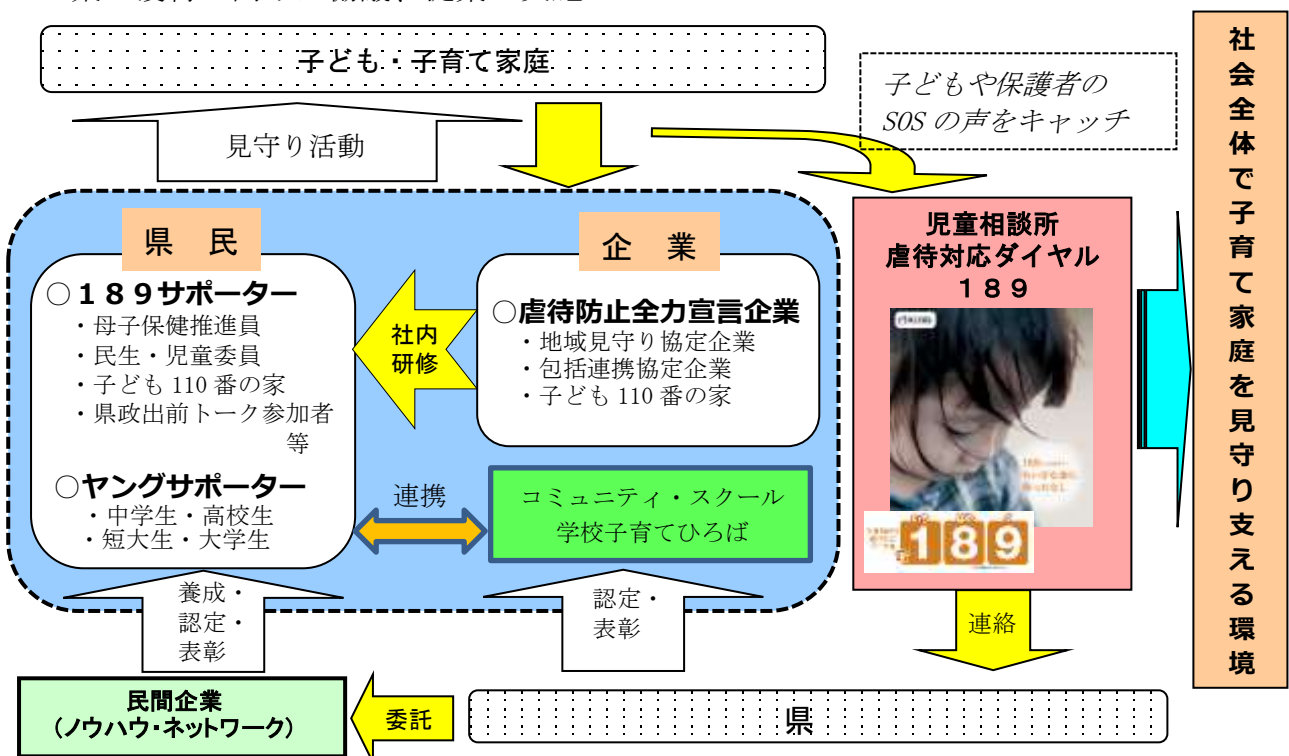 子ども・子育て家庭
子どもや保護者の
SOSの声をキャッチ
見守り活動
県　民
○１８９サポーター
・母子保健推進員
・民生・児童委員
・子ども110番の家
・県政出前トーク参加者
等
○ヤングサポーター
・中学生・高校生
・短大生・大学生
社内
研修
連携
企　業
○虐待防止全力宣言企業
・地域見守り協定企業
・包括連携協定企業
・子ども110番の家
コミュニティ・スクール
学校子育てひろば
児童相談所
虐待対応ダイヤル
１８９
189
連絡
養成・
認定・
表彰
認定・
表彰
民間企業
(ノウハウ・ネットワーク)
委託
県
社会全体で子育て家庭を見守り支える環境